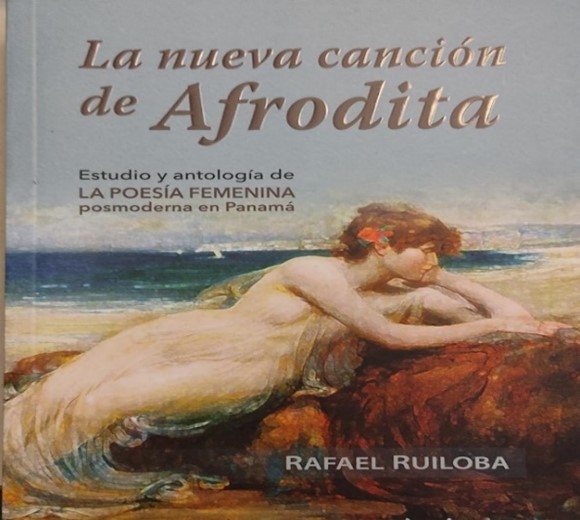 La nueva canción
de Afrodita
Estudio y antología de
LA POESÍA FEMENINA
posmoderna en Panamá
RAFAEL RUILOBA